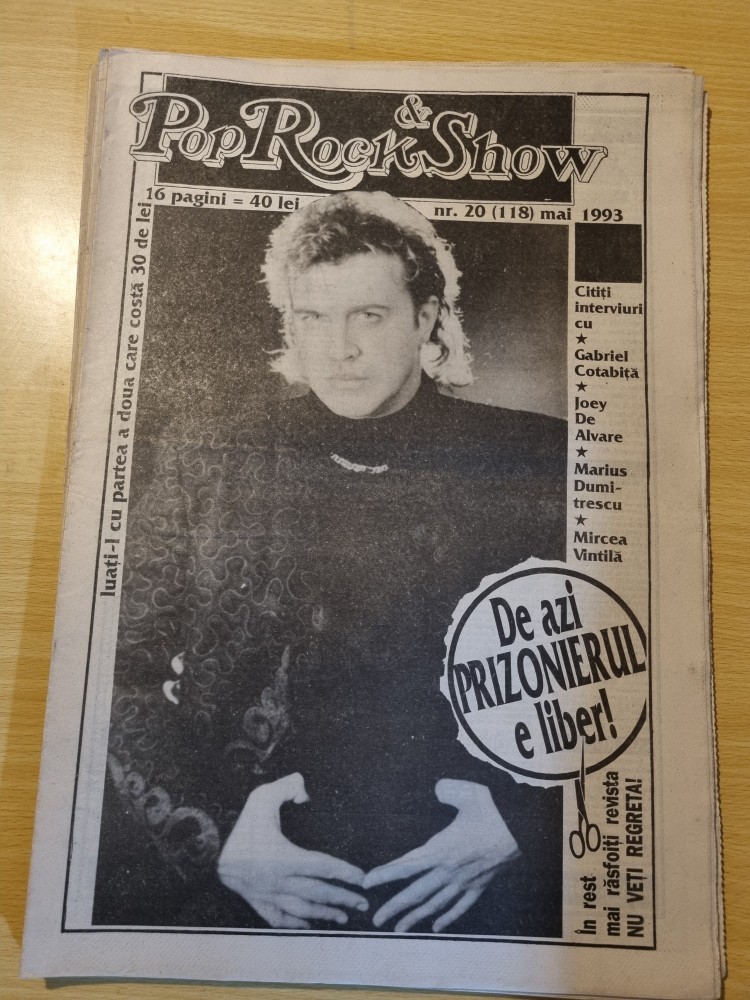 Pop Rock & Show
16 pagini = 40 lei
nr. 20 (118) mai 1993
luați-l cu partea a doua care costă 30 de lei
Citiți
interviuri
cu
★
Gabriel
Cotabiță
★
Joey
De
Alvare
★
Marius
Dumi-
trescu
★
Mircea
Vintilă
De azi
PRIZONIERUL
e liber!
În rest
mai răsfoiți revista
NU VEȚI REGRETA!